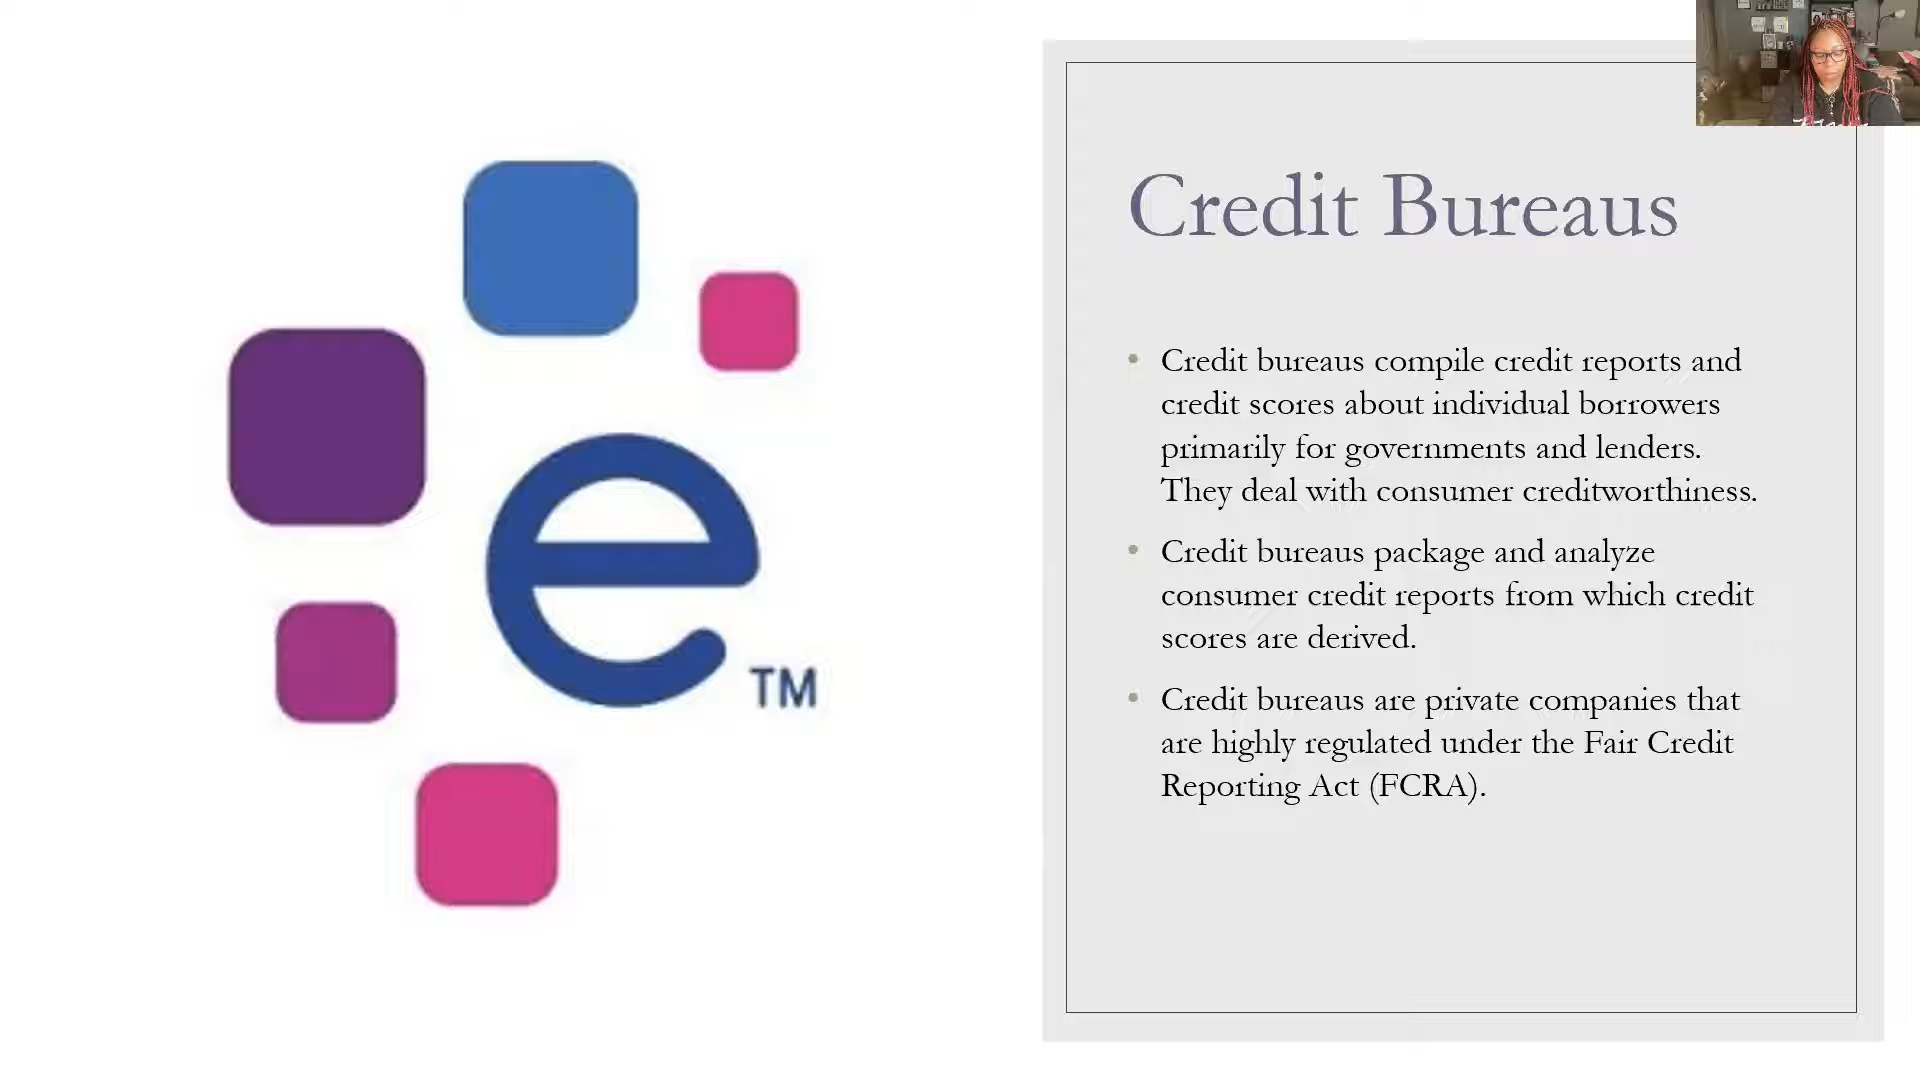 e
TM
Credit Bureaus
• Credit bureaus compile credit reports and
credit scores about individual borrowers
primarily for governments and lenders.
They deal with consumer creditworthiness.
• Credit bureaus package and analyze
consumer credit reports from which credit
scores are derived.
• Credit bureaus are private companies that
are highly regulated under the Fair Credit
Reporting Act (FCRA).